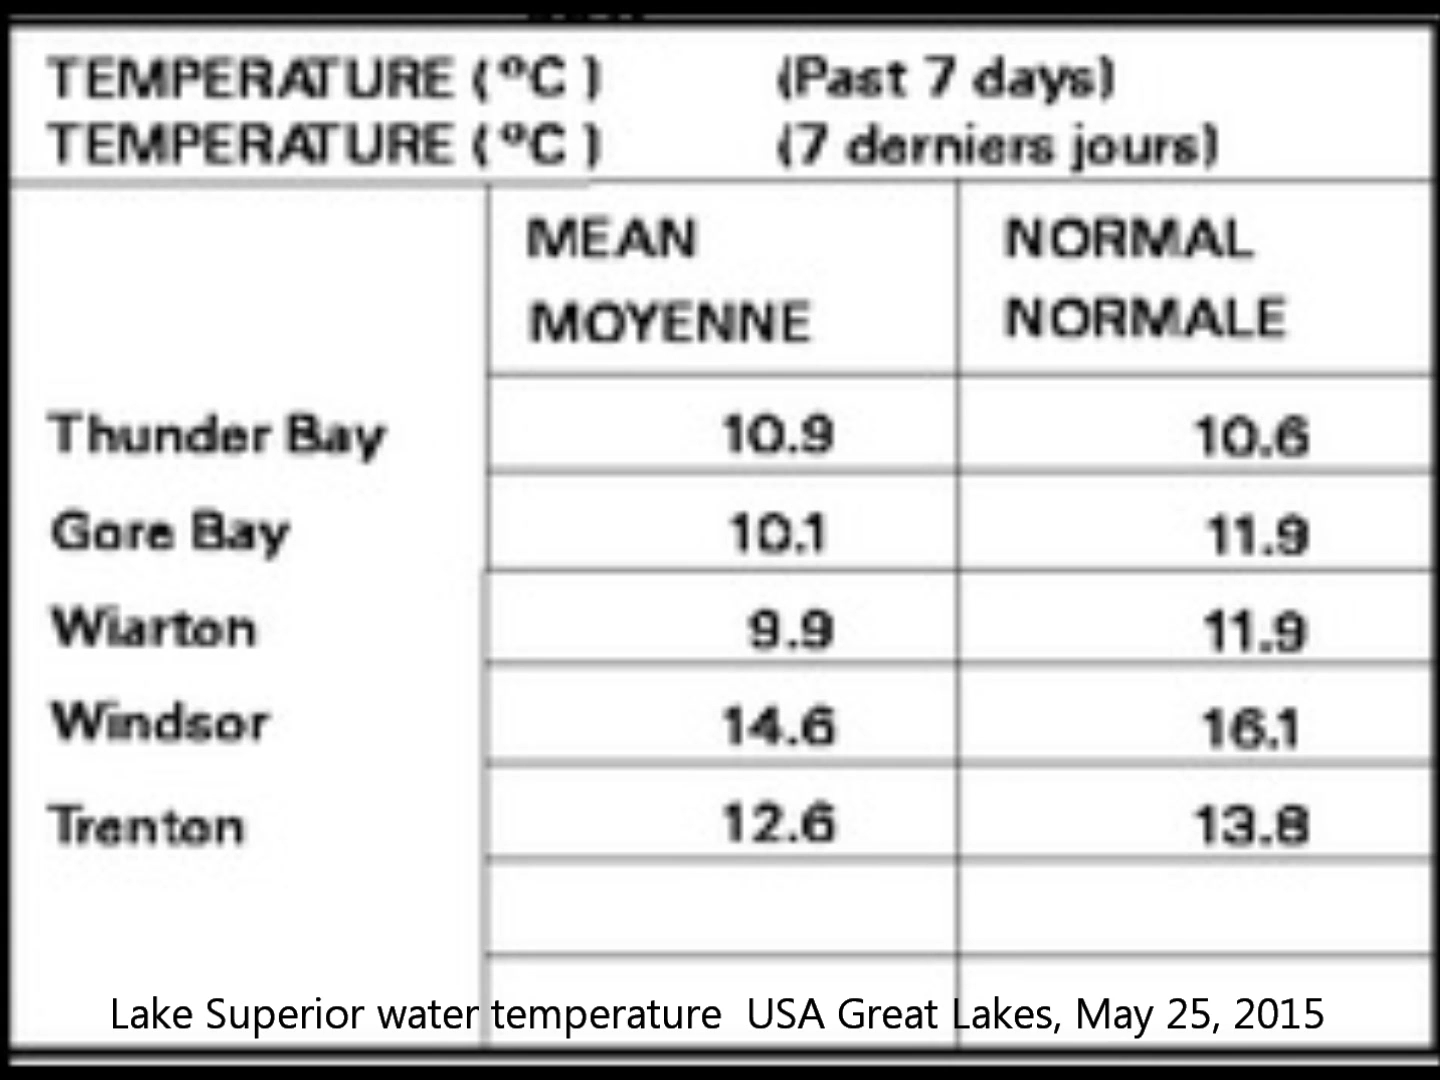 TEMPERATURE (°C ) (Past 7 days)
TEMPERATURE (°C ) (7 derniers jours)
MEAN NORMAL
MOYENNE NORMALE
Thunder Bay 10.9 10.6
Gore Bay 10.1 11.9
Wiarton 9.9 11.9
Windsor 14.6 16.1
Trenton 12.6 13.8
Lake Superior water temperature USA Great Lakes, May 25, 2015